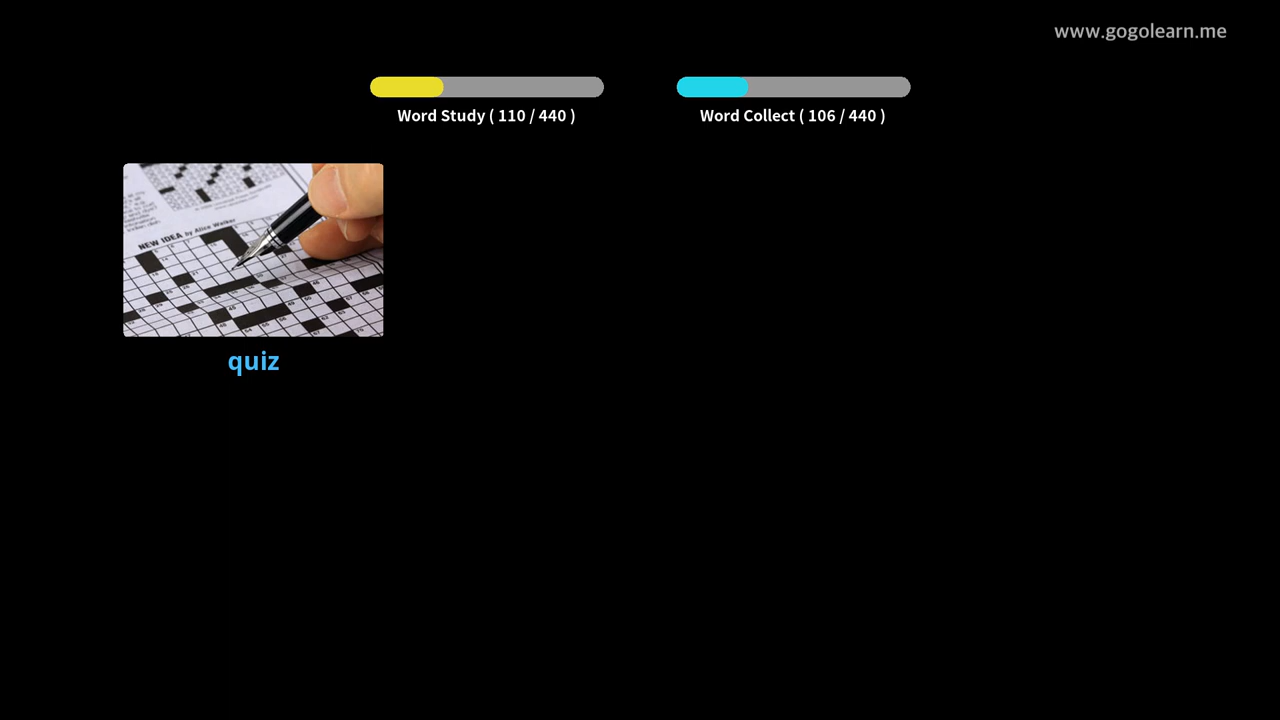 www.gogolearn.me
Word Study ( 110 / 440 )
Word Collect ( 106 / 440 )
NEW IDEA by Alice Walker
quiz